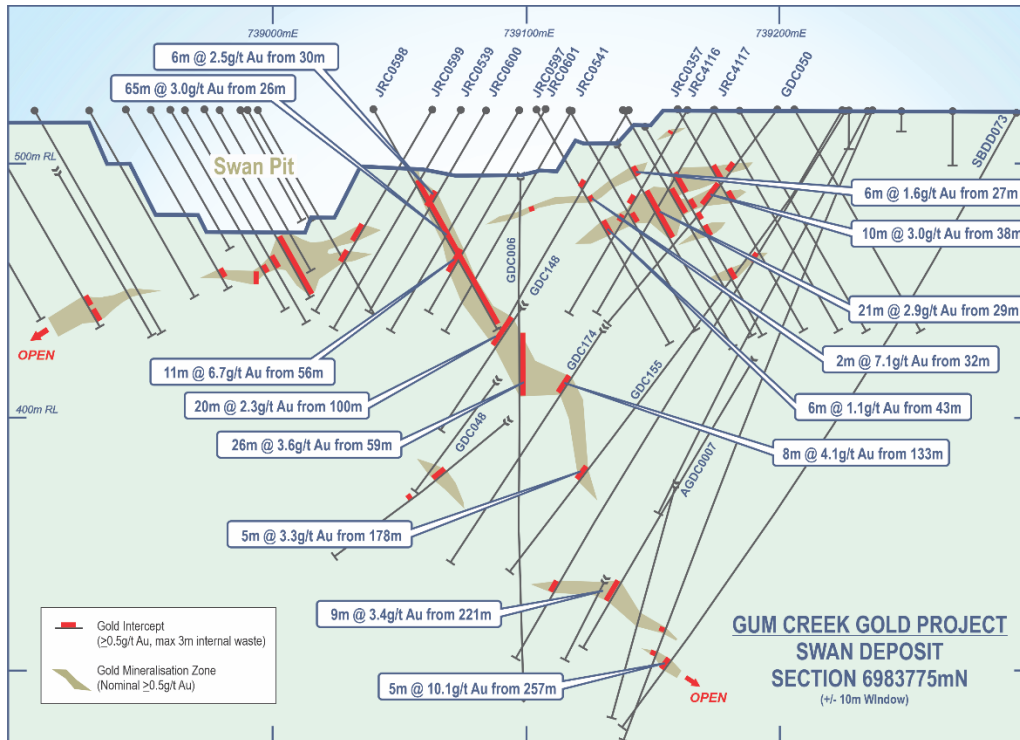 739000mE
739100mE
739200mE
6m @ 2.5g/t Au from 30m
65m @ 3.0g/t Au from 26m
JRC0598
JRC0599
JRC0539
JRC0600
JRC0597
JRC0601
JRC0541
JRC0357
JRC4116
JRC4117
GDC050
SBDD073
500m RL
Swan Pit
6m @ 1.6g/t Au from 27m
10m @ 3.0g/t Au from 38m
GDC006
GDC148
21m @ 2.9g/t Au from 29m
OPEN
GDC174
GDC155
2m @ 7.1g/t Au from 32m
11m @ 6.7g/t Au from 56m
20m @ 2.3g/t Au from 100m
6m @ 1.1g/t Au from 43m
400m RL
26m @ 3.6g/t Au from 59m
GDC048
8m @ 4.1g/t Au from 133m
AGDC0007
5m @ 3.3g/t Au from 178m
9m @ 3.4g/t Au from 221m
5m @ 10.1g/t Au from 257m
OPEN
Gold Intercept
(≥0.5g/t Au, max 3m internal waste)
Gold Mineralisation Zone
(Nominal ≥0.5g/t Au)
GUM CREEK GOLD PROJECT
SWAN DEPOSIT
SECTION 6983775mN
(+/- 10m Window)